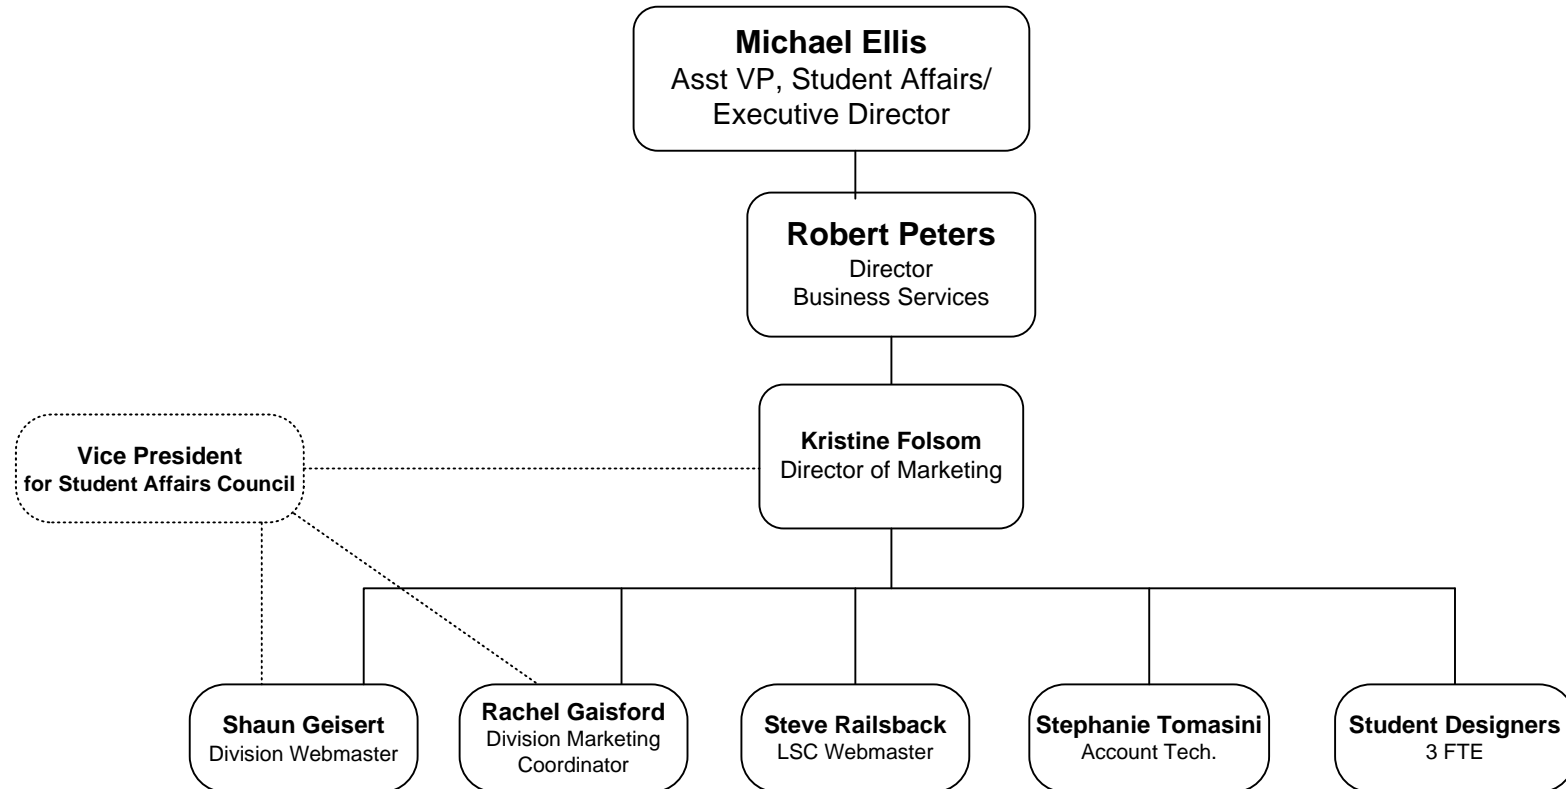 Michael Ellis
Asst VP, Student Affairs/
Executive Director
Robert Peters
Director
Business Services
Kristine Folsom
Director of Marketing
Vice President
for Student Affairs Council
Shaun Geisert
Division Webmaster
Rachel Gaisford
Division Marketing
Coordinator
Steve Railsback
LSC Webmaster
Stephanie Tomasini
Account Tech.
Student Designers
3 FTE